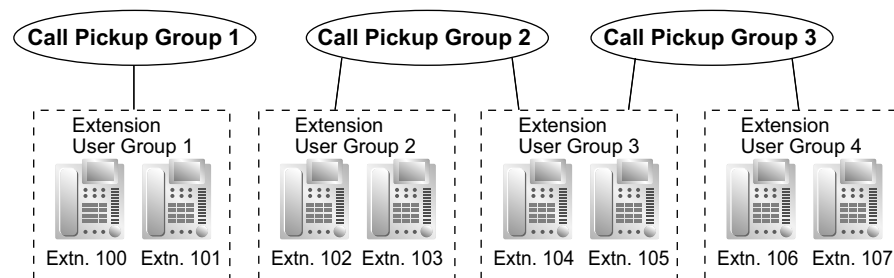 Call Pickup Group 1
Call Pickup Group 2
Call Pickup Group 3
Extension
User Group 1
Extension
User Group 2
Extension
User Group 3
Extension
User Group 4
Extn. 100 Extn. 101
Extn. 102 Extn. 103
Extn. 104 Extn. 105
Extn. 106 Extn. 107